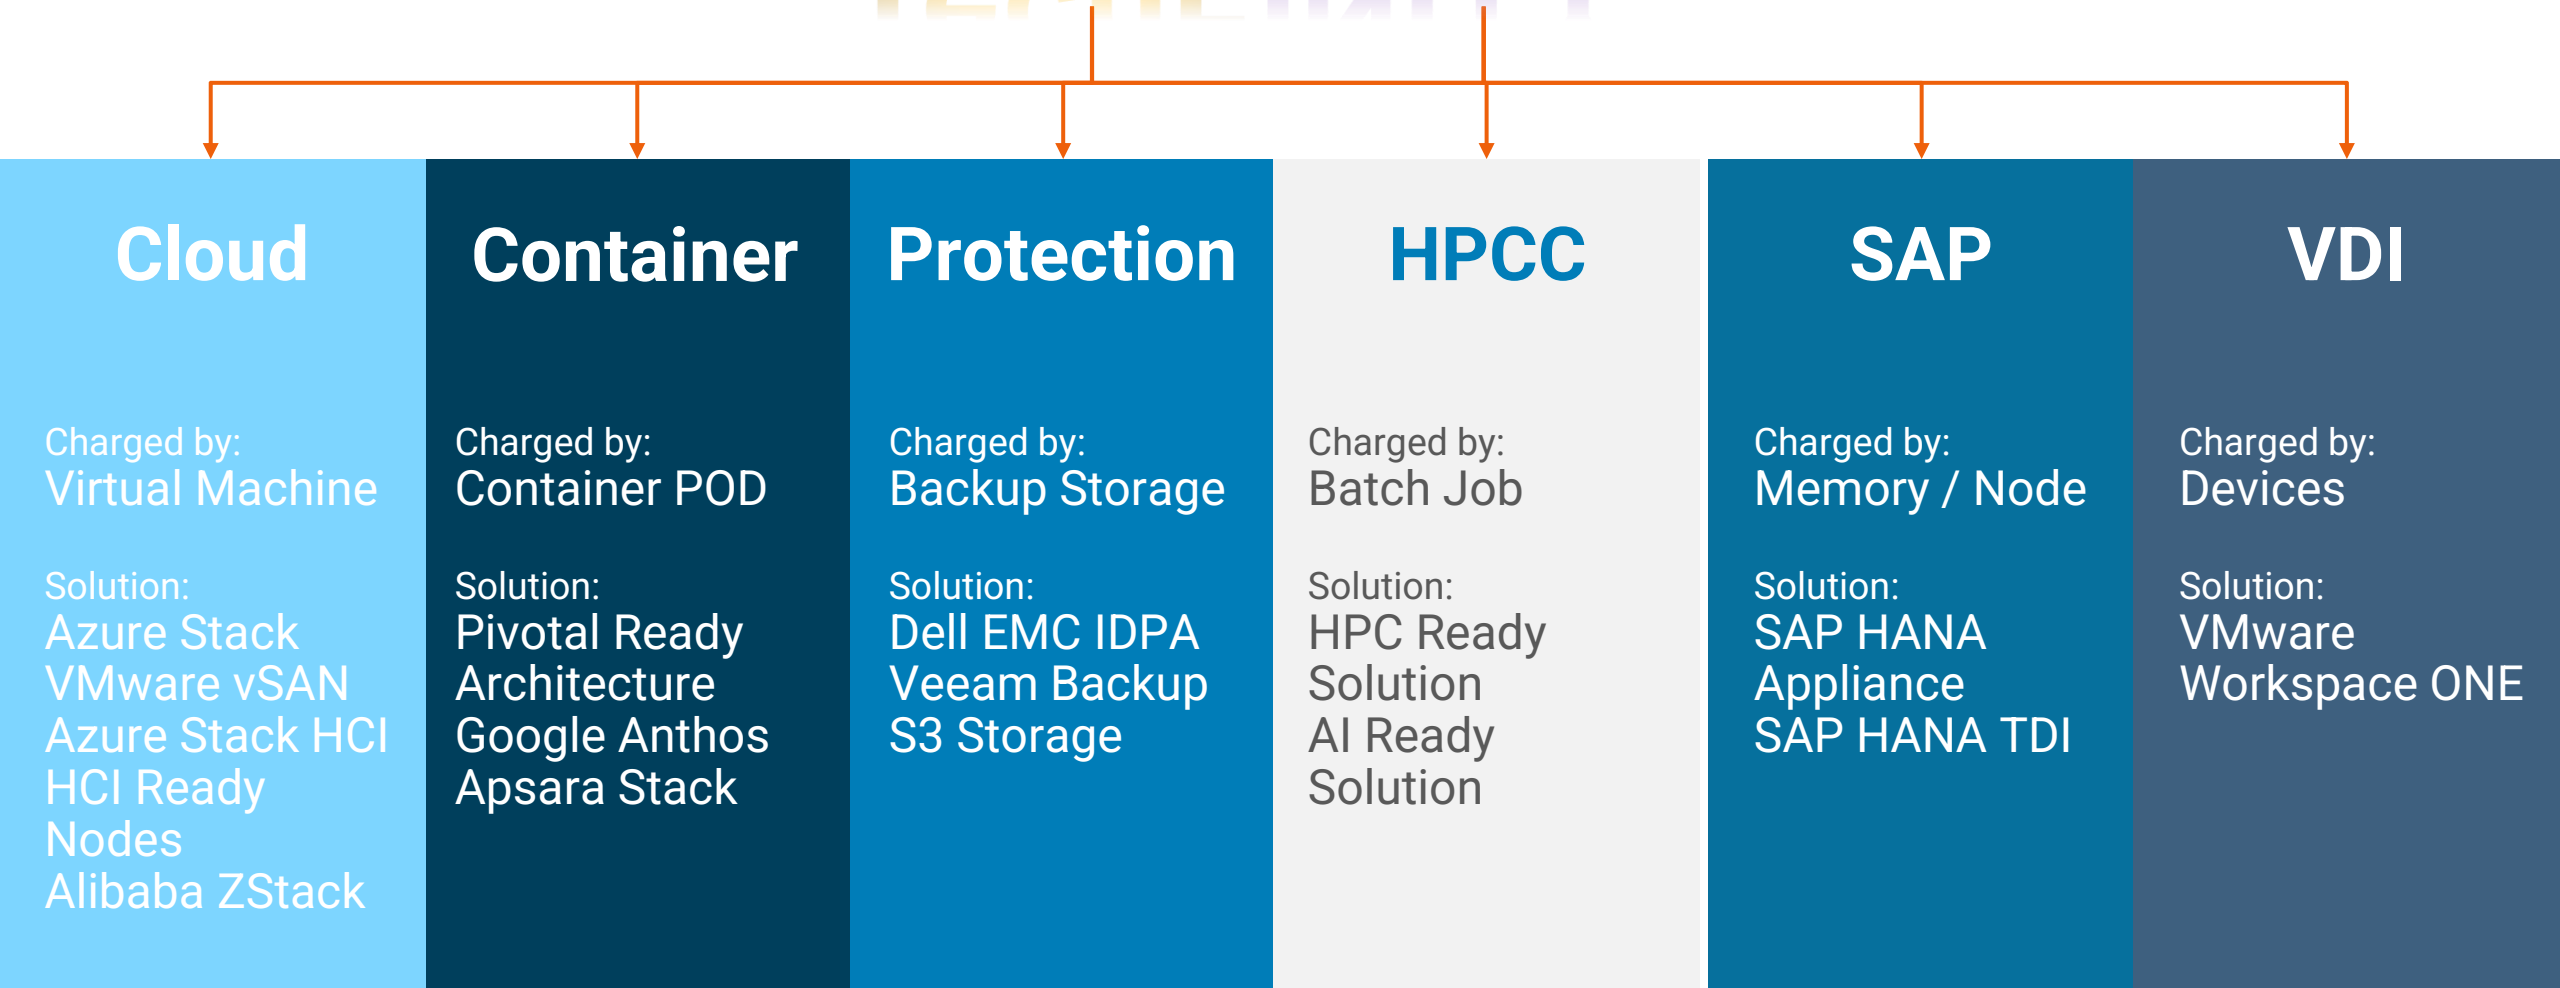 Cloud
Charged by:
Virtual Machine
Solution:
Azure Stack
VMware vSAN
Azure Stack HCI
HCI Ready
Nodes
Alibaba ZStack
Container
Charged by:
Container POD
Solution:
Pivotal Ready
Architecture
Google Anthos
Apsara Stack
Protection
Charged by:
Backup Storage
Solution:
Dell EMC IDPA
Veeam Backup
S3 Storage
HPCC
Charged by:
Batch Job
Solution:
HPC Ready
Solution
AI Ready
Solution
SAP
Charged by:
Memory / Node
Solution:
SAP HANA
Appliance
SAP HANA TDI
VDI
Charged by:
Devices
Solution:
VMware
Workspace ONE